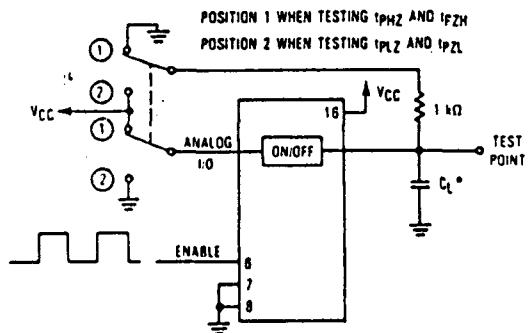 POSITION 1 WHEN TESTING tPHZ AND tFZH
POSITION 2 WHEN TESTING tPLZ AND tPZL
1
2
VCC
1
2
ANALOG
I/O
ON/OFF
16
VCC
1 kΩ
TEST
POINT
CL*
ENABLE
6
7
8